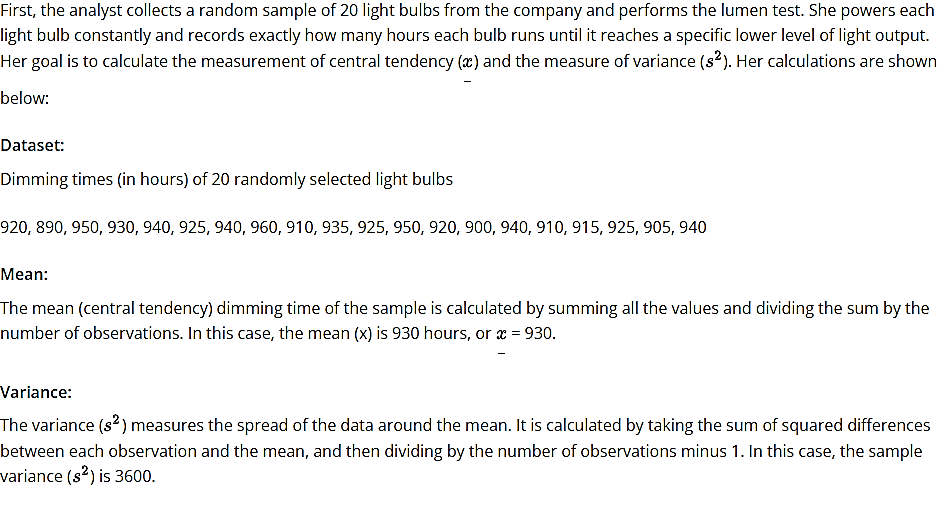 First, the analyst collects a random sample of 20 light bulbs from the company and performs the lumen test. She powers each
light bulb constantly and records exactly how many hours each bulb runs until it reaches a specific lower level of light output.
Her goal is to calculate the measurement of central tendency (x̲) and the measure of variance (s²). Her calculations are shown
below:
Dataset:
Dimming times (in hours) of 20 randomly selected light bulbs
920, 890, 950, 930, 940, 925, 940, 960, 910, 935, 925, 950, 920, 900, 940, 910, 915, 925, 905, 940
Mean:
The mean (central tendency) dimming time of the sample is calculated by summing all the values and dividing the sum by the
number of observations. In this case, the mean (x) is 930 hours, or x̲ = 930.
Variance:
The variance (s²) measures the spread of the data around the mean. It is calculated by taking the sum of squared differences
between each observation and the mean, and then dividing by the number of observations minus 1. In this case, the sample
variance (s²) is 3600.